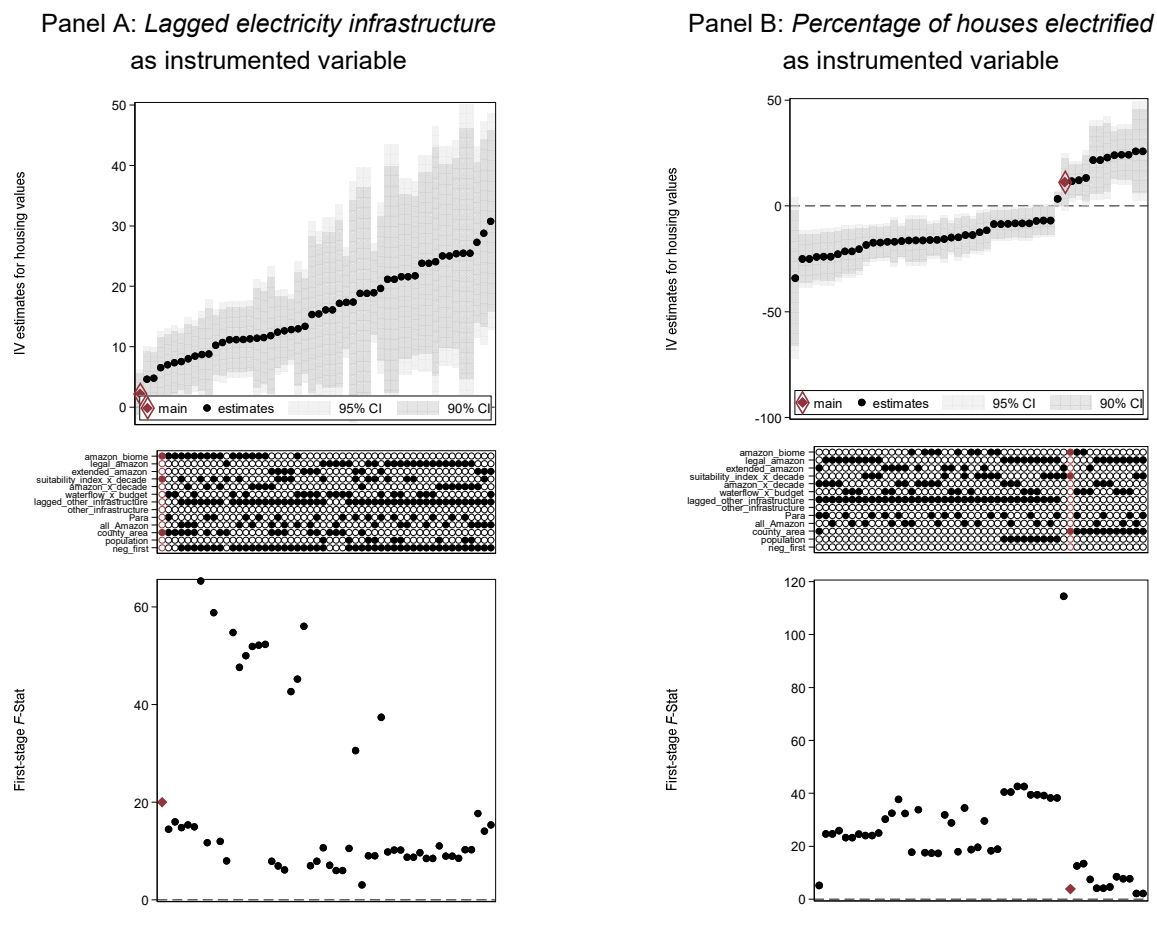 Panel A: Lagged electricity infrastructure
as instrumented variable
50
40
30
20
10
0
IV estimates for housing values
main
estimates
95% CI
90% CI
amazon_biome
legal_amazon
extended_amazon
suitability_index_x_decade
amazon_x_decade
waterflow_x_budget
lagged_other_infrastructure
other_infrastructure
Para
all_Amazon
county_area
population
neg_first
60
40
20
0
First-stage F-Stat
Panel B: Percentage of houses electrified
as instrumented variable
50
0
-50
-100
IV estimates for housing values
main
estimates
95% CI
90% CI
amazon_biome
legal_amazon
extended_amazon
suitability_index_x_decade
amazon_x_decade
waterflow_x_budget
lagged_other_infrastructure
other_infrastructure
Para
all_Amazon
county_area
population
neg_first
120
100
80
60
40
20
0
First-stage F-Stat